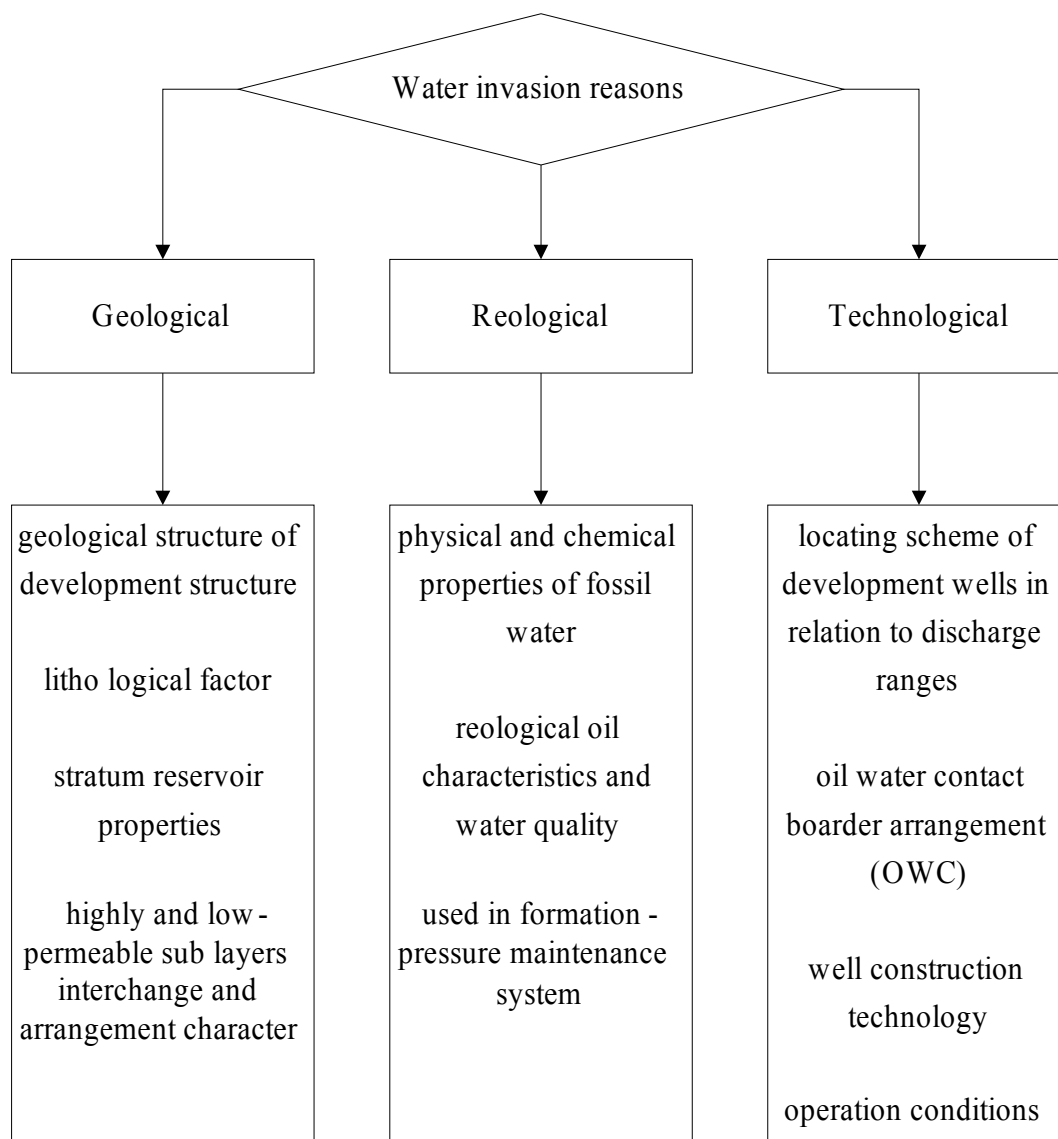 Water invasion reasons
Geological
Reological
Technological
geological structure of
development structure
litho logical factor
stratum reservoir
properties
highly and low-
permeable sub layers
interchange and
arrangement character
physical and chemical
properties of fossil
water
reological oil
characteristics and
water quality
used in formation -
pressure maintenance
system
locating scheme of
development wells in
relation to discharge
ranges
oil water contact
boarder arrangement
(OWC)
well construction
technology
operation conditions